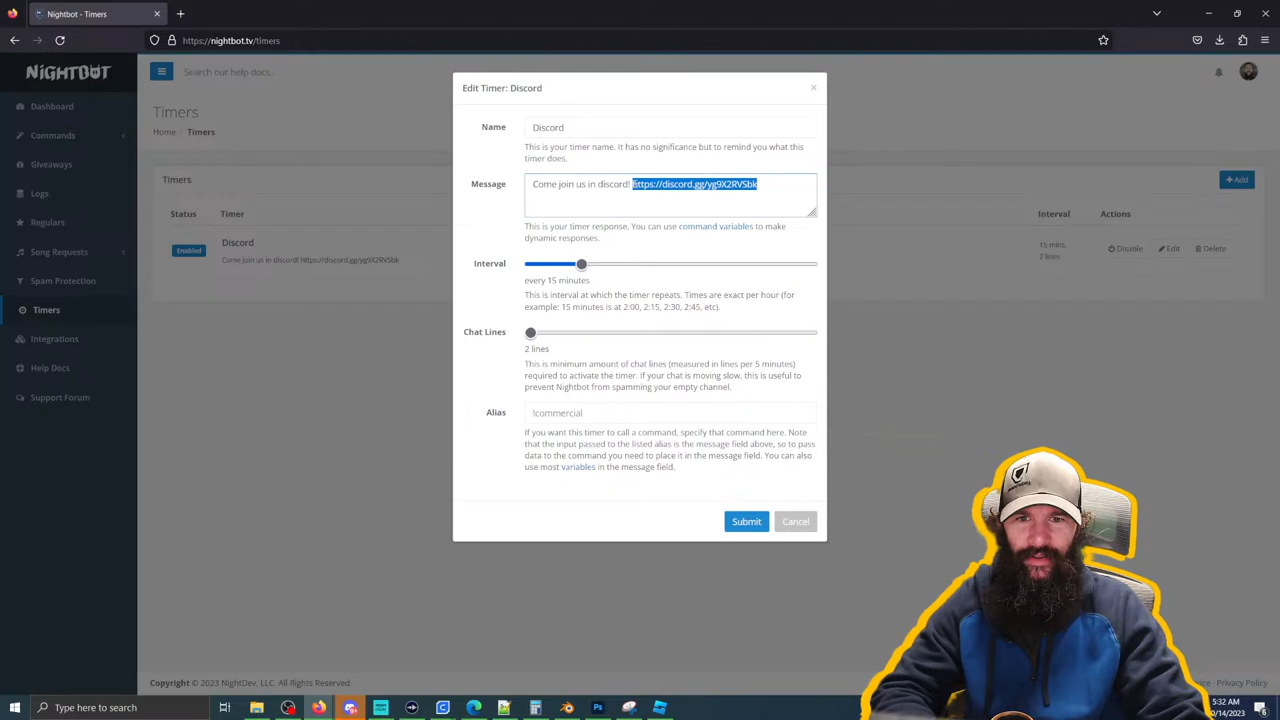 Nightbot - Timers
https://nightbot.tv/timers
NIGHTBOT
Search our help docs..
Dashboard
Commands
Giveaways
Logs
Regulars
Song Requests
Spam Protection
Timers
Integrations
Help Docs
Support Forum
Timers
Home / Timers
Timers
Add
Status Timer Interval Actions
Enabled
Discord
Come join us in discord! https://discord.gg/yg9X2RVSbk
15 mins,
2 lines
Disable Edit Delete
Edit Timer: Discord
Name
Discord
This is your timer name. It has no significance but to remind you what this
timer does.
Message
Come join us in discord! https://discord.gg/yg9X2RVSbk
This is your timer response. You can use command variables to make
dynamic responses.
Interval
every 15 minutes
This is interval at which the timer repeats. Times are exact per hour (for
example: 15 minutes is at 2:00, 2:15, 2:30, 2:45, etc).
Chat Lines
2 lines
This is minimum amount of chat lines (measured in lines per 5 minutes)
required to activate the timer. If your chat is moving slow, this is useful to
prevent Nightbot from spamming your empty channel.
Alias
!commercial
If you want this timer to call a command, specify that command here. Note
that the input passed to the listed alias is the message field above, so to pass
data to the command you need to place it in the message field. You can also
use most variables in the message field.
Submit
Cancel
Copyright © 2023 NightDev, LLC. All Rights Reserved.
Privacy Policy
Type here to search
5:32 AM
0/14/2023
6